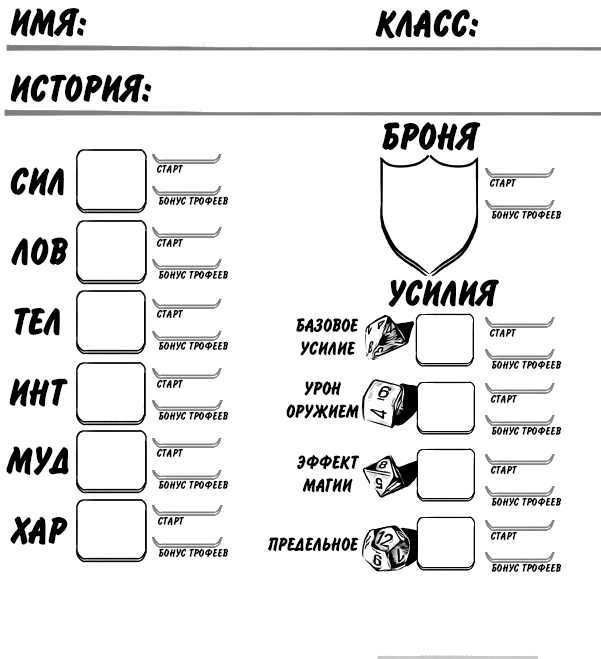 ИМЯ: КЛАСС:
ИСТОРИЯ:
СИЛ
СТАРТ
БОНУС ТРОФЕЕВ
ЛОВ
СТАРТ
БОНУС ТРОФЕЕВ
ТЕЛ
СТАРТ
БОНУС ТРОФЕЕВ
ИНТ
СТАРТ
БОНУС ТРОФЕЕВ
МУД
СТАРТ
БОНУС ТРОФЕЕВ
ХАР
СТАРТ
БОНУС ТРОФЕЕВ
БРОНЯ
СТАРТ
БОНУС ТРОФЕЕВ
УСИЛИЯ
БАЗОВОЕ
УСИЛИЕ
СТАРТ
БОНУС ТРОФЕЕВ
УРОН
ОРУЖИЕМ
6
4
СТАРТ
БОНУС ТРОФЕЕВ
ЭФФЕКТ
МАГИИ
СТАРТ
БОНУС ТРОФЕЕВ
ПРЕДЕЛЬНОЕ
12
6
СТАРТ
БОНУС ТРОФЕЕВ